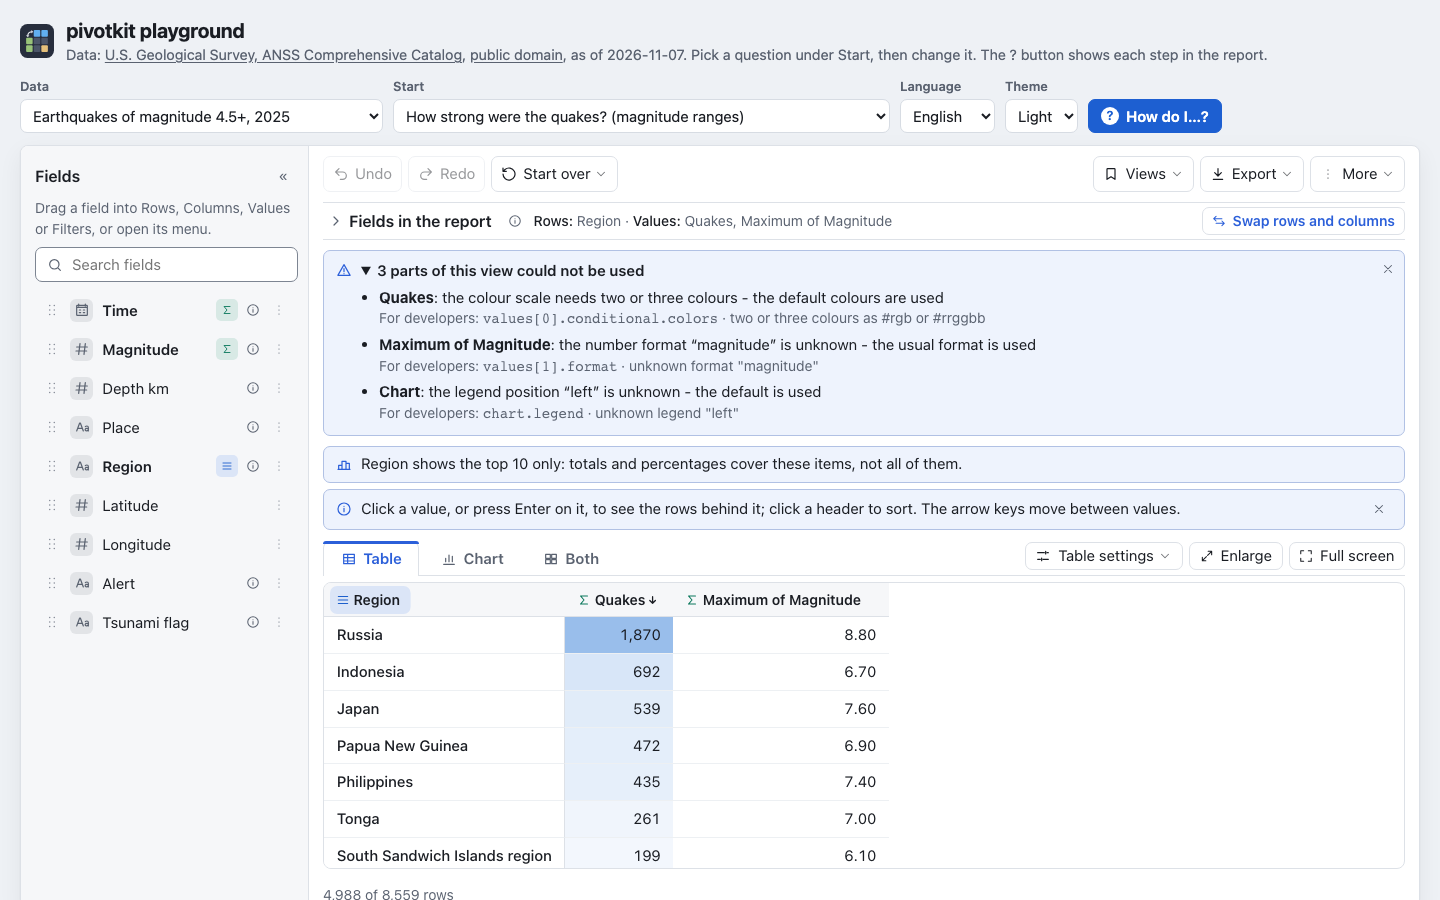 pivotkit playground
Data: U.S. Geological Survey, ANSS Comprehensive Catalog, public domain, as of 2026-11-07. Pick a question under Start, then change it. The ? button shows each step in the report.
Data
Start
Language
Theme
Earthquakes of magnitude 4.5+, 2025
How strong were the quakes? (magnitude ranges)
English
Light
? How do I...?
Fields
«
Drag a field into Rows, Columns, Values
or Filters, or open its menu.
Search fields
Time Σ
# Magnitude Σ
# Depth km
Aa Place
Aa Region
# Latitude
# Longitude
Aa Alert
Aa Tsunami flag
Undo
Redo
Start over
Views
Export
More
Fields in the report
Rows: Region · Values: Quakes, Maximum of Magnitude
Swap rows and columns
▼ 3 parts of this view could not be used
• Quakes: the colour scale needs two or three colours - the default colours are used
For developers: values[0].conditional.colors · two or three colours as #rgb or #rrggbb
• Maximum of Magnitude: the number format “magnitude” is unknown - the usual format is used
For developers: values[1].format · unknown format "magnitude"
• Chart: the legend position “left” is unknown - the default is used
For developers: chart.legend · unknown legend "left"
Region shows the top 10 only: totals and percentages cover these items, not all of them.
Click a value, or press Enter on it, to see the rows behind it; click a header to sort. The arrow keys move between values.
Table
Chart
Both
Table settings
Enlarge
Full screen
Region Σ Quakes ↓ Σ Maximum of Magnitude
Russia 1,870 8.80
Indonesia 692 6.70
Japan 539 7.60
Papua New Guinea 472 6.90
Philippines 435 7.40
Tonga 261 7.00
South Sandwich Islands region 199 6.10
4,988 of 8,559 rows